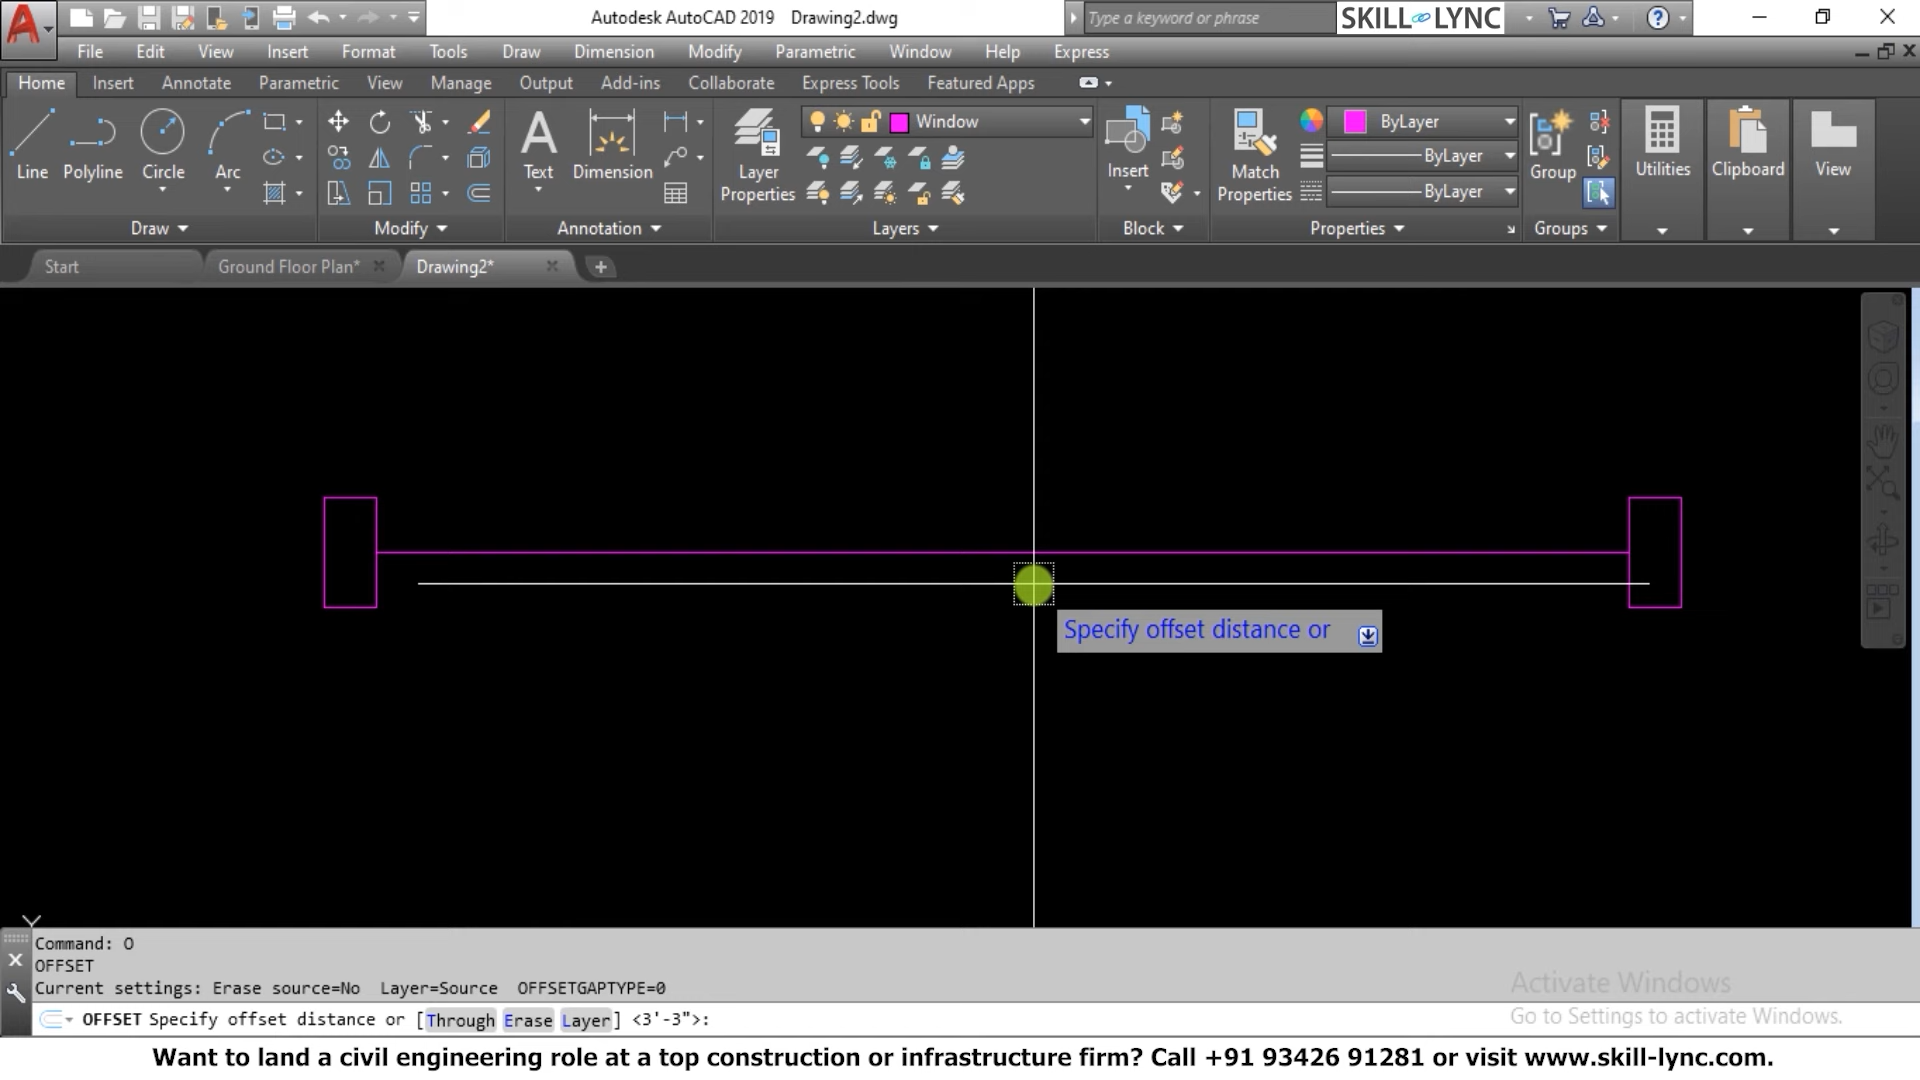 Autodesk AutoCAD 2019 Drawing2.dwg
Type a keyword or phrase
SKILL LYNC
File Edit View Insert Format Tools Draw Dimension Modify Parametric Window Help Express
Home Insert Annotate Parametric View Manage Output Add-ins Collaborate Express Tools Featured Apps
Window
ByLayer
Line Polyline Circle Arc
Text Dimension
Layer Properties
Insert
Match Properties
ByLayer
ByLayer
Group
Utilities
Clipboard
View
Draw Modify Annotation Layers Block Properties Groups
Start Ground Floor Plan* Drawing2*
Specify offset distance or
Command: O
OFFSET
Current settings: Erase source=No Layer=Source OFFSETGAPTYPE=0
OFFSET Specify offset distance or [Through Erase Layer] <3'-3">:
Activate Windows
Go to Settings to activate Windows.
Want to land a civil engineering role at a top construction or infrastructure firm? Call +91 93426 91281 or visit www.skill-lync.com.